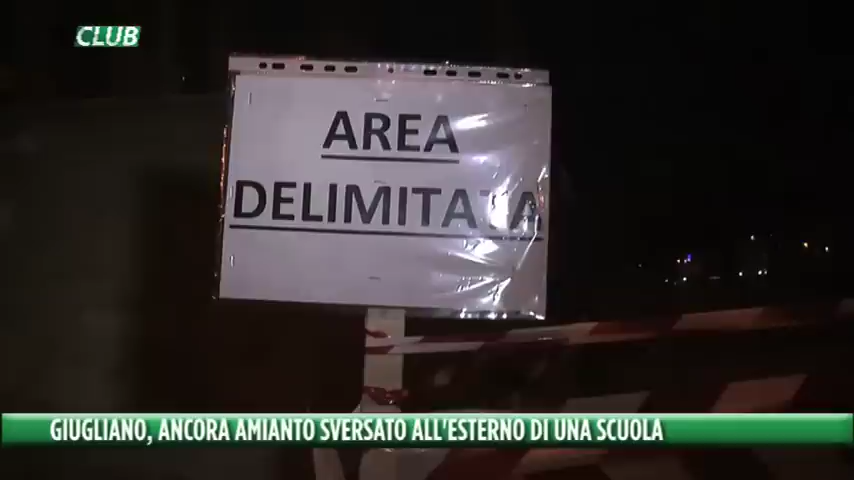 CLUB
AREA
DELIMITATA
GIUGLIANO, ANCORA AMIANTO SVERSATO ALL'ESTERNO DI UNA SCUOLA